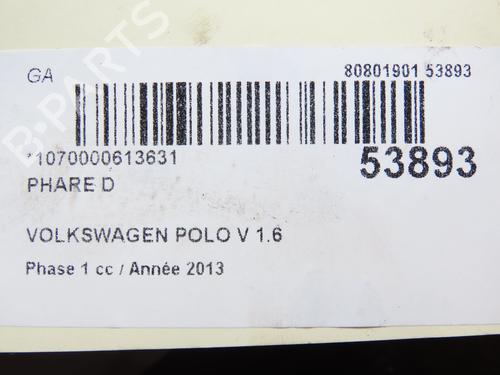 GA
80801901 53893
*1070000613631
53893
PHARE D
VOLKSWAGEN POLO V 1.6
Phase 1 cc / Année 2013
B-PARTS